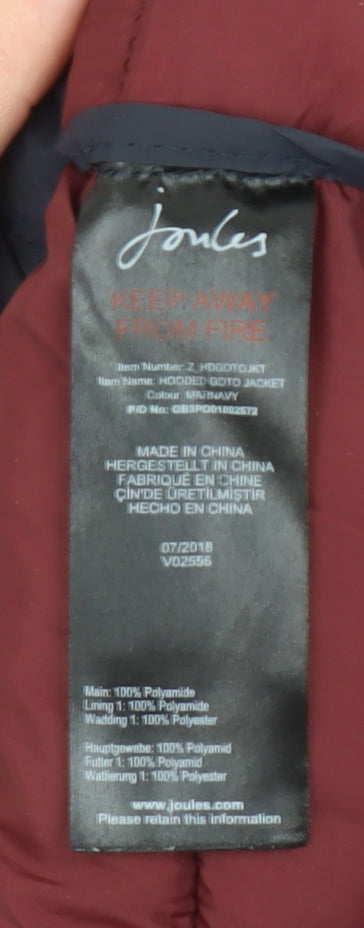 Joules
KEEP AWAY
FROM FIRE
Item Number: Z_HDGOTOJKT
Item Name: HOODED GOTO JACKET
Colour: MARNAVY
P/O No: GB3PO01002672
MADE IN CHINA
HERGESTELLT IN CHINA
FABRIQUÉ EN CHINE
ÇİN'DE ÜRETİLMİŞTİR
HECHO EN CHINA
07/2018
V02556
Main: 100% Polyamide
Lining 1: 100% Polyamide
Wadding 1: 100% Polyester
Hauptgewebe: 100% Polyamid
Futter 1: 100% Polyamid
Wattierung 1: 100% Polyester
www.joules.com
Please retain this information